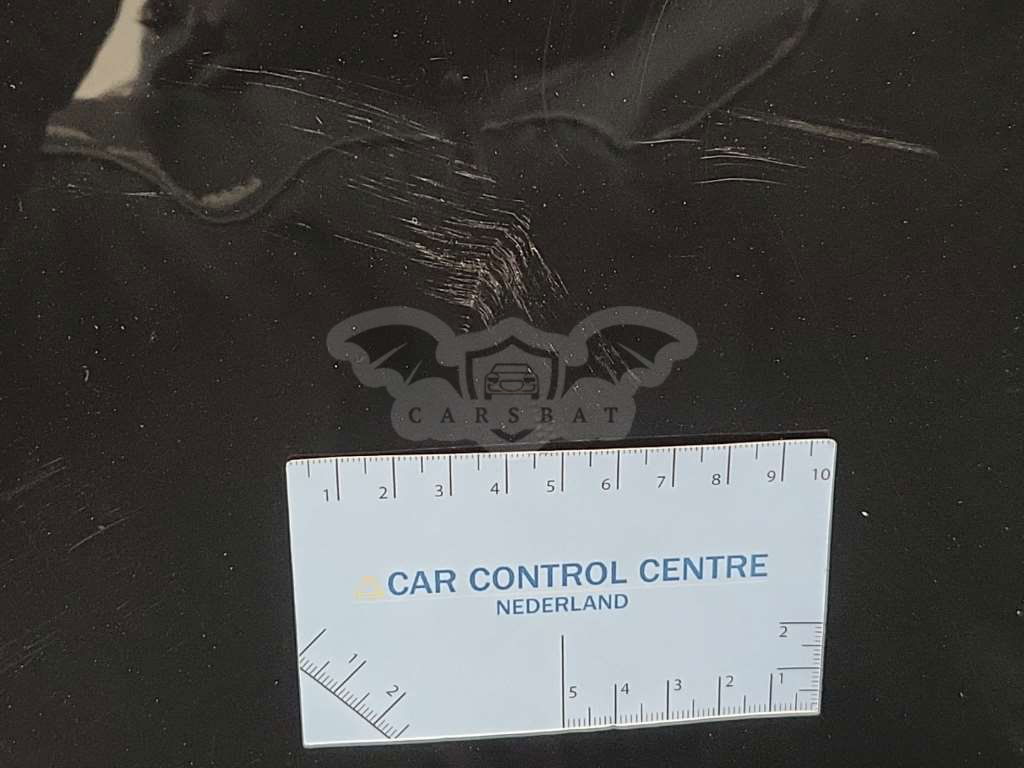 CARSBAT
1 2 3 4 5 6 7 8 9 10
CAR CONTROL CENTRE
NEDERLAND
2
1 2
5 4 3 2 1